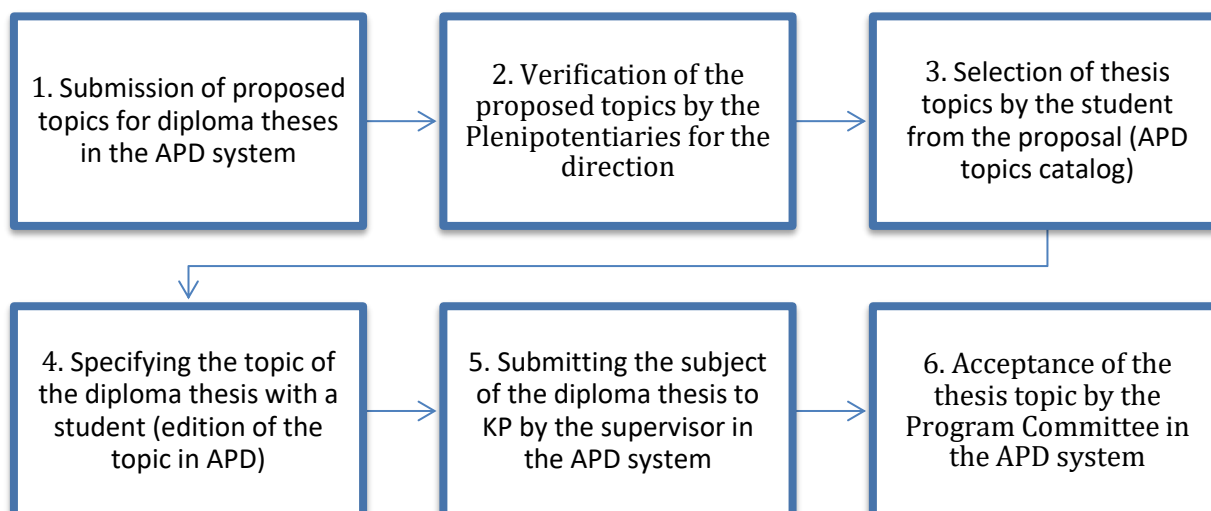 1. Submission of proposed
topics for diploma theses
in the APD system
2. Verification of the
proposed topics by the
Plenipotentiaries for the
direction
3. Selection of thesis
topics by the student
from the proposal (APD
topics catalog)
4. Specifying the topic of
the diploma thesis with a
student (edition of the
topic in APD)
5. Submitting the subject
of the diploma thesis to
KP by the supervisor in
the APD system
6. Acceptance of the
thesis topic by the
Program Committee in
the APD system